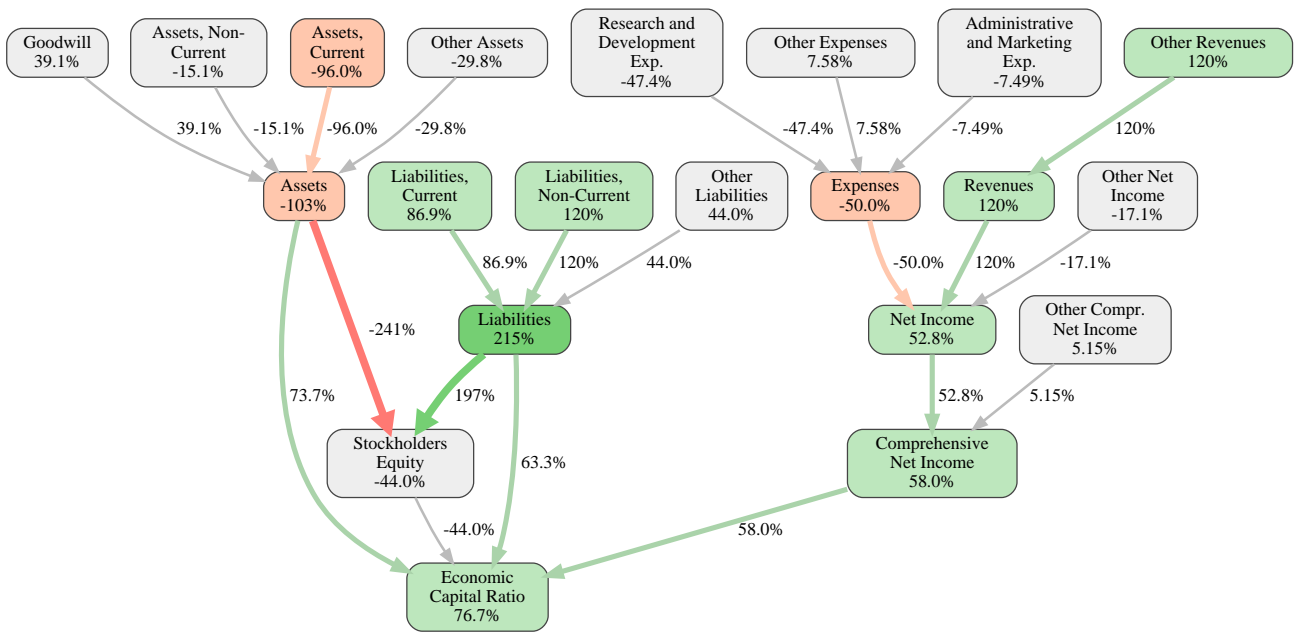 Goodwill
39.1%
Assets, Non-
Current
-15.1%
Assets,
Current
-96.0%
Other Assets
-29.8%
Research and
Development
Exp.
-47.4%
Other Expenses
7.58%
Administrative
and Marketing
Exp.
-7.49%
Other Revenues
120%
39.1%
-15.1%
-96.0%
-29.8%
-47.4%
7.58%
-7.49%
120%
Assets
-103%
Liabilities,
Current
86.9%
Liabilities,
Non-Current
120%
Other
Liabilities
44.0%
Expenses
-50.0%
Revenues
120%
Other Net
Income
-17.1%
86.9%
120%
44.0%
-50.0%
120%
-17.1%
Liabilities
215%
Net Income
52.8%
Other Compr.
Net Income
5.15%
-241%
73.7%
197%
52.8%
5.15%
Stockholders
Equity
-44.0%
63.3%
Comprehensive
Net Income
58.0%
-44.0%
58.0%
Economic
Capital Ratio
76.7%